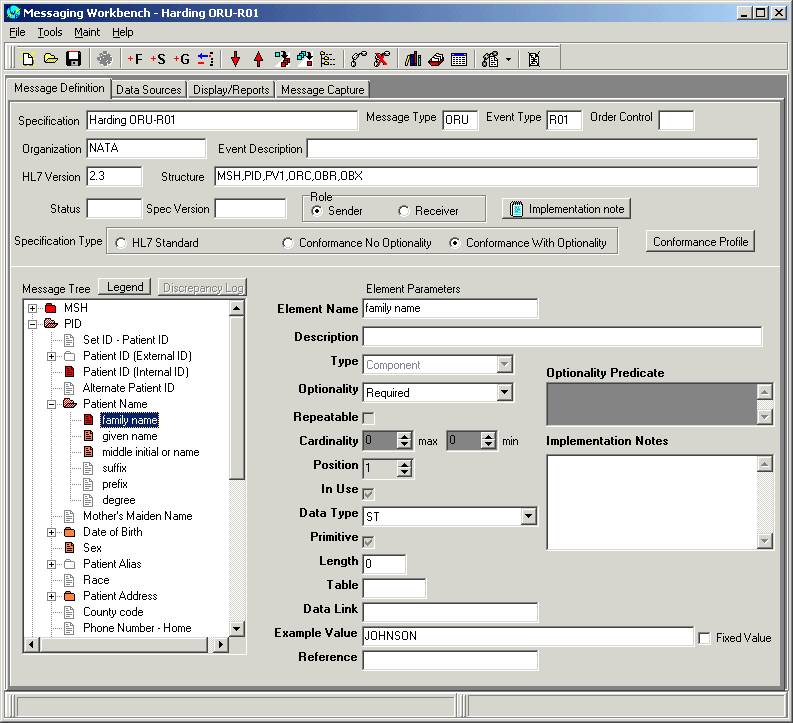 Messaging Workbench - Harding ORU-R01
File Tools Maint Help
+F +S +G
Message Definition Data Sources Display/Reports Message Capture
Specification Harding ORU-R01 Message Type ORU Event Type R01 Order Control
Organization NATA Event Description
HL7 Version 2.3 Structure MSH,PID,PV1,ORC,OBR,OBX
Role
Status Spec Version Sender Receiver Implementation note
Specification Type HL7 Standard Conformance No Optionality Conformance With Optionality Conformance Profile
Message Tree Legend Discrepancy Log
MSH
PID
Set ID - Patient ID
Patient ID (External ID)
Patient ID (Internal ID)
Alternate Patient ID
Patient Name
family name
given name
middle initial or name
suffix
prefix
degree
Mother's Maiden Name
Date of Birth
Sex
Patient Alias
Race
Patient Address
County code
Phone Number - Home
Element Parameters
Element Name family name
Description
Type Component
Optionality Required
Repeatable
Cardinality 0 max 0 min
Position 1
In Use
Data Type ST
Primitive
Length 0
Table
Data Link
Example Value JOHNSON Fixed Value
Reference
Optionality Predicate
Implementation Notes